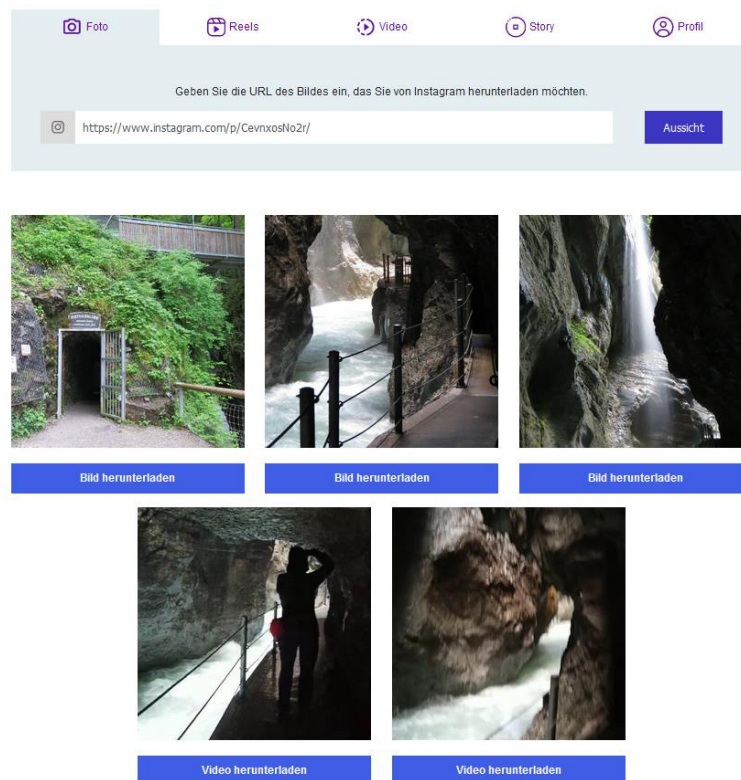 Foto
Reels
Video
Story
Profil
Geben Sie die URL des Bildes ein, das Sie von Instagram herunterladen möchten.
https://www.instagram.com/p/CevnxosNo2r/
Aussicht
Bild herunterladen
Bild herunterladen
Bild herunterladen
Video herunterladen
Video herunterladen